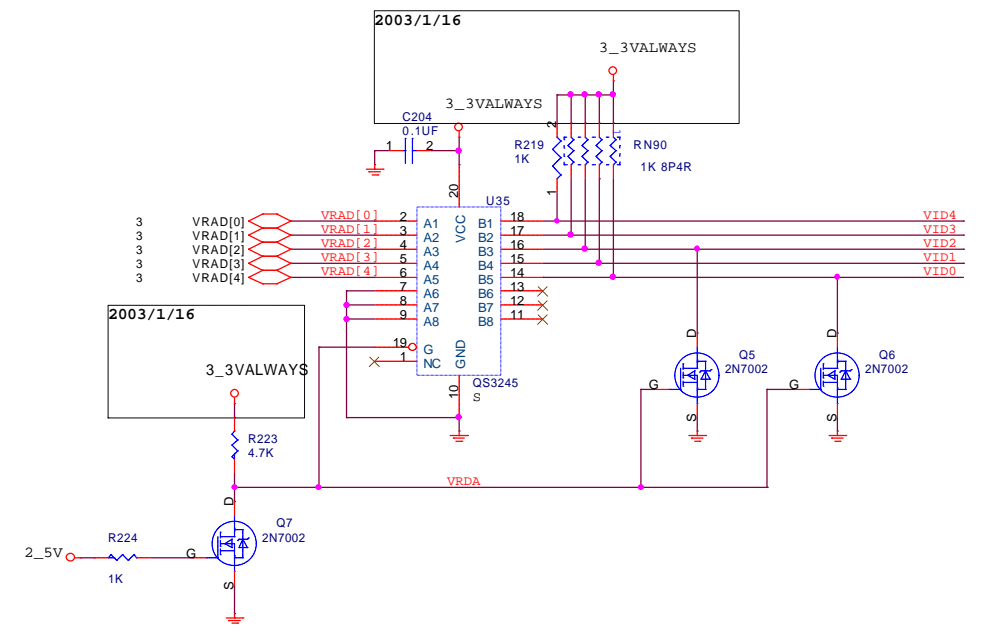 2003/1/16
3_3VALWAYS
3_3VALWAYS
C204
0.1UF
1 2
R219
1K
2
1
RN90
1K 8P4R
1
20
U35
3 VRAD[0] VRAD[0] 2 A1 VCC B1 18 VID4
3 VRAD[1] VRAD[1] 3 A2 B2 17 VID3
3 VRAD[2] VRAD[2] 4 A3 B3 16 VID2
3 VRAD[3] VRAD[3] 5 A4 B4 15 VID1
3 VRAD[4] VRAD[4] 6 A5 B5 14 VID0
7 A6 B6 13
8 A7 B7 12
9 A8 B8 11
19 G GND
1 NC
10
QS3245
S
2003/1/16
3_3VALWAYS
R223
4.7K
D
G
S
Q5
2N7002
D
G
S
Q6
2N7002
VRDA
D
G
S
Q7
2N7002
2_5V
R224
1K